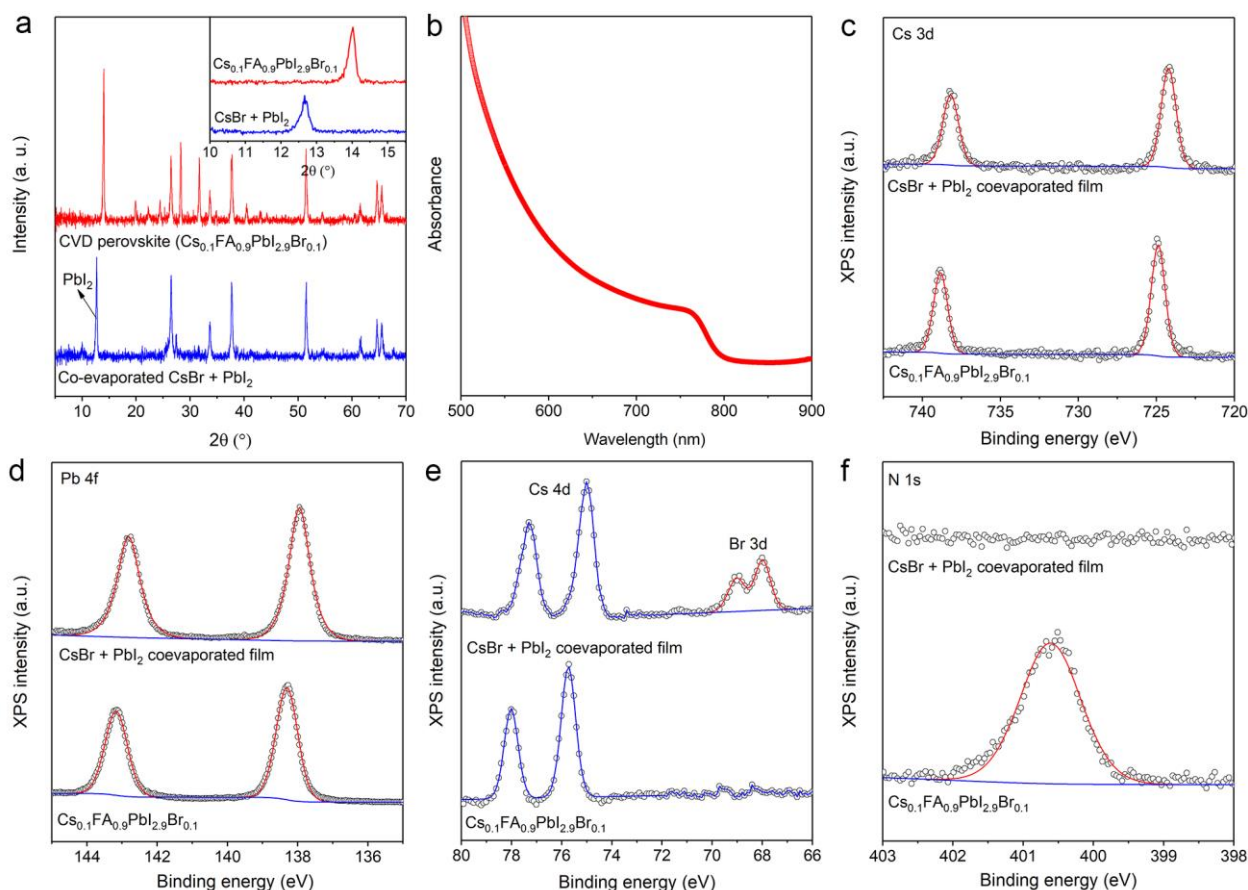 a
Intensity (a. u.)
Cs0.1FA0.9PbI2.9Br0.1
CsBr + PbI2
10 11 12 13 14 15
2θ (°)
CVD perovskite (Cs0.1FA0.9PbI2.9Br0.1)
PbI2
Co-evaporated CsBr + PbI2
10 20 30 40 50 60 70
2θ (°)
b
Absorbance
500 600 700 800 900
Wavelength (nm)
c
Cs 3d
XPS intensity (a.u.)
CsBr + PbI2 coevaporated film
Cs0.1FA0.9PbI2.9Br0.1
740 735 730 725 720
Binding energy (eV)
d
Pb 4f
XPS intensity (a.u.)
CsBr + PbI2 coevaporated film
Cs0.1FA0.9PbI2.9Br0.1
144 142 140 138 136
Binding energy (eV)
e
Cs 4d
Br 3d
XPS intensity (a.u.)
CsBr + PbI2 coevaporated film
Cs0.1FA0.9PbI2.9Br0.1
80 78 76 74 72 70 68 66
Binding energy (eV)
f
N 1s
XPS intensity (a.u.)
CsBr + PbI2 coevaporated film
Cs0.1FA0.9PbI2.9Br0.1
403 402 401 400 399 398
Binding energy (eV)